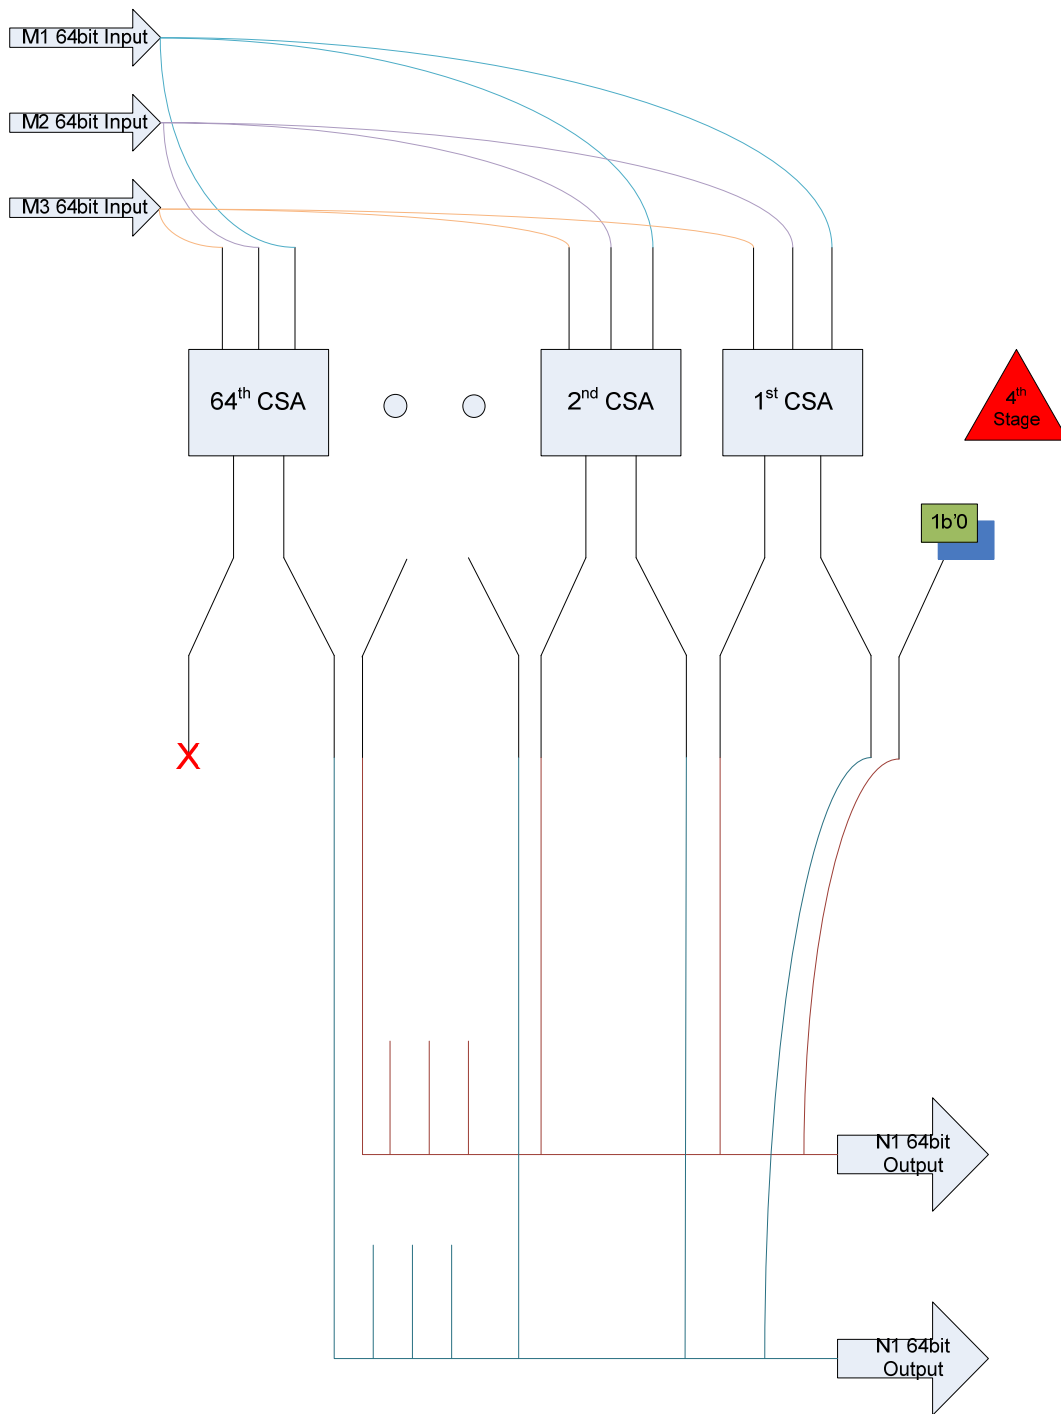 M1 64bit Input
M2 64bit Input
M3 64bit Input
64th CSA
2nd CSA
1st CSA
4th
Stage
1b'0
X
N1 64bit
Output
N1 64bit
Output